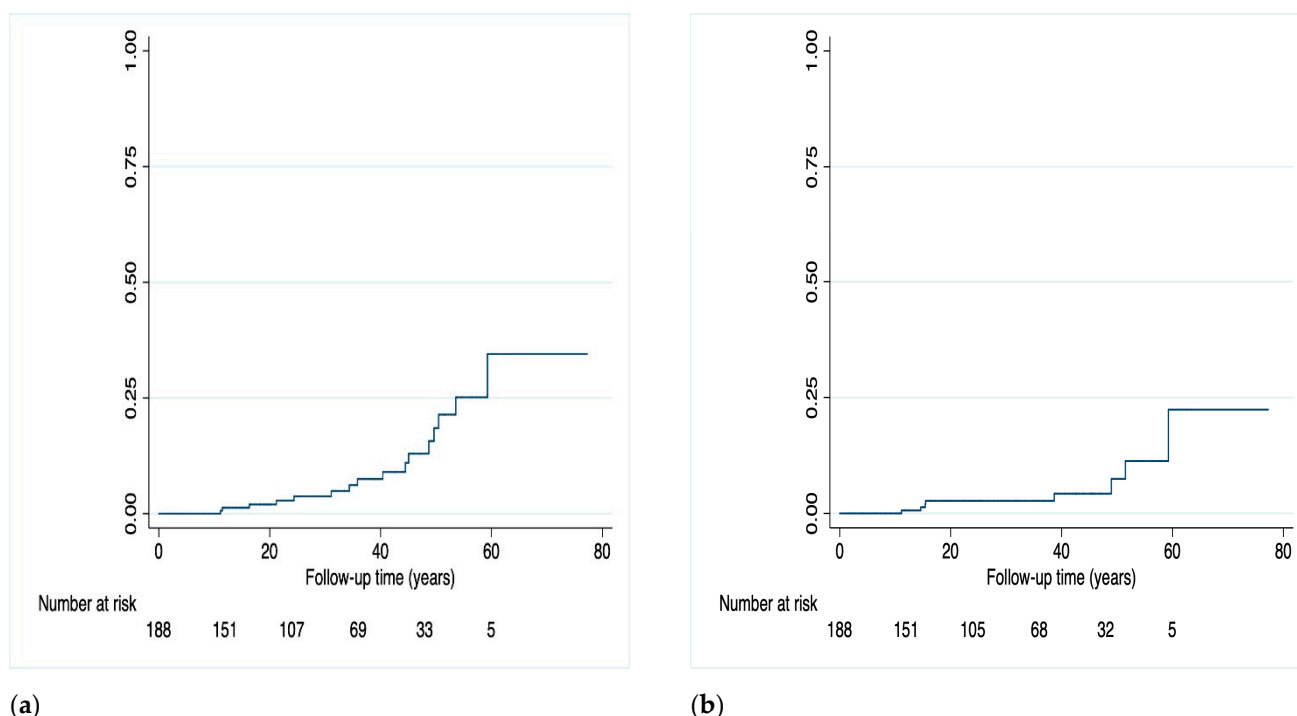 1.00
0.75
0.50
0.25
0.00
0 20 40 60 80
Follow-up time (years)
Number at risk
188 151 107 69 33 5
(a)
1.00
0.75
0.50
0.25
0.00
0 20 40 60 80
Follow-up time (years)
Number at risk
188 151 105 68 32 5
(b)